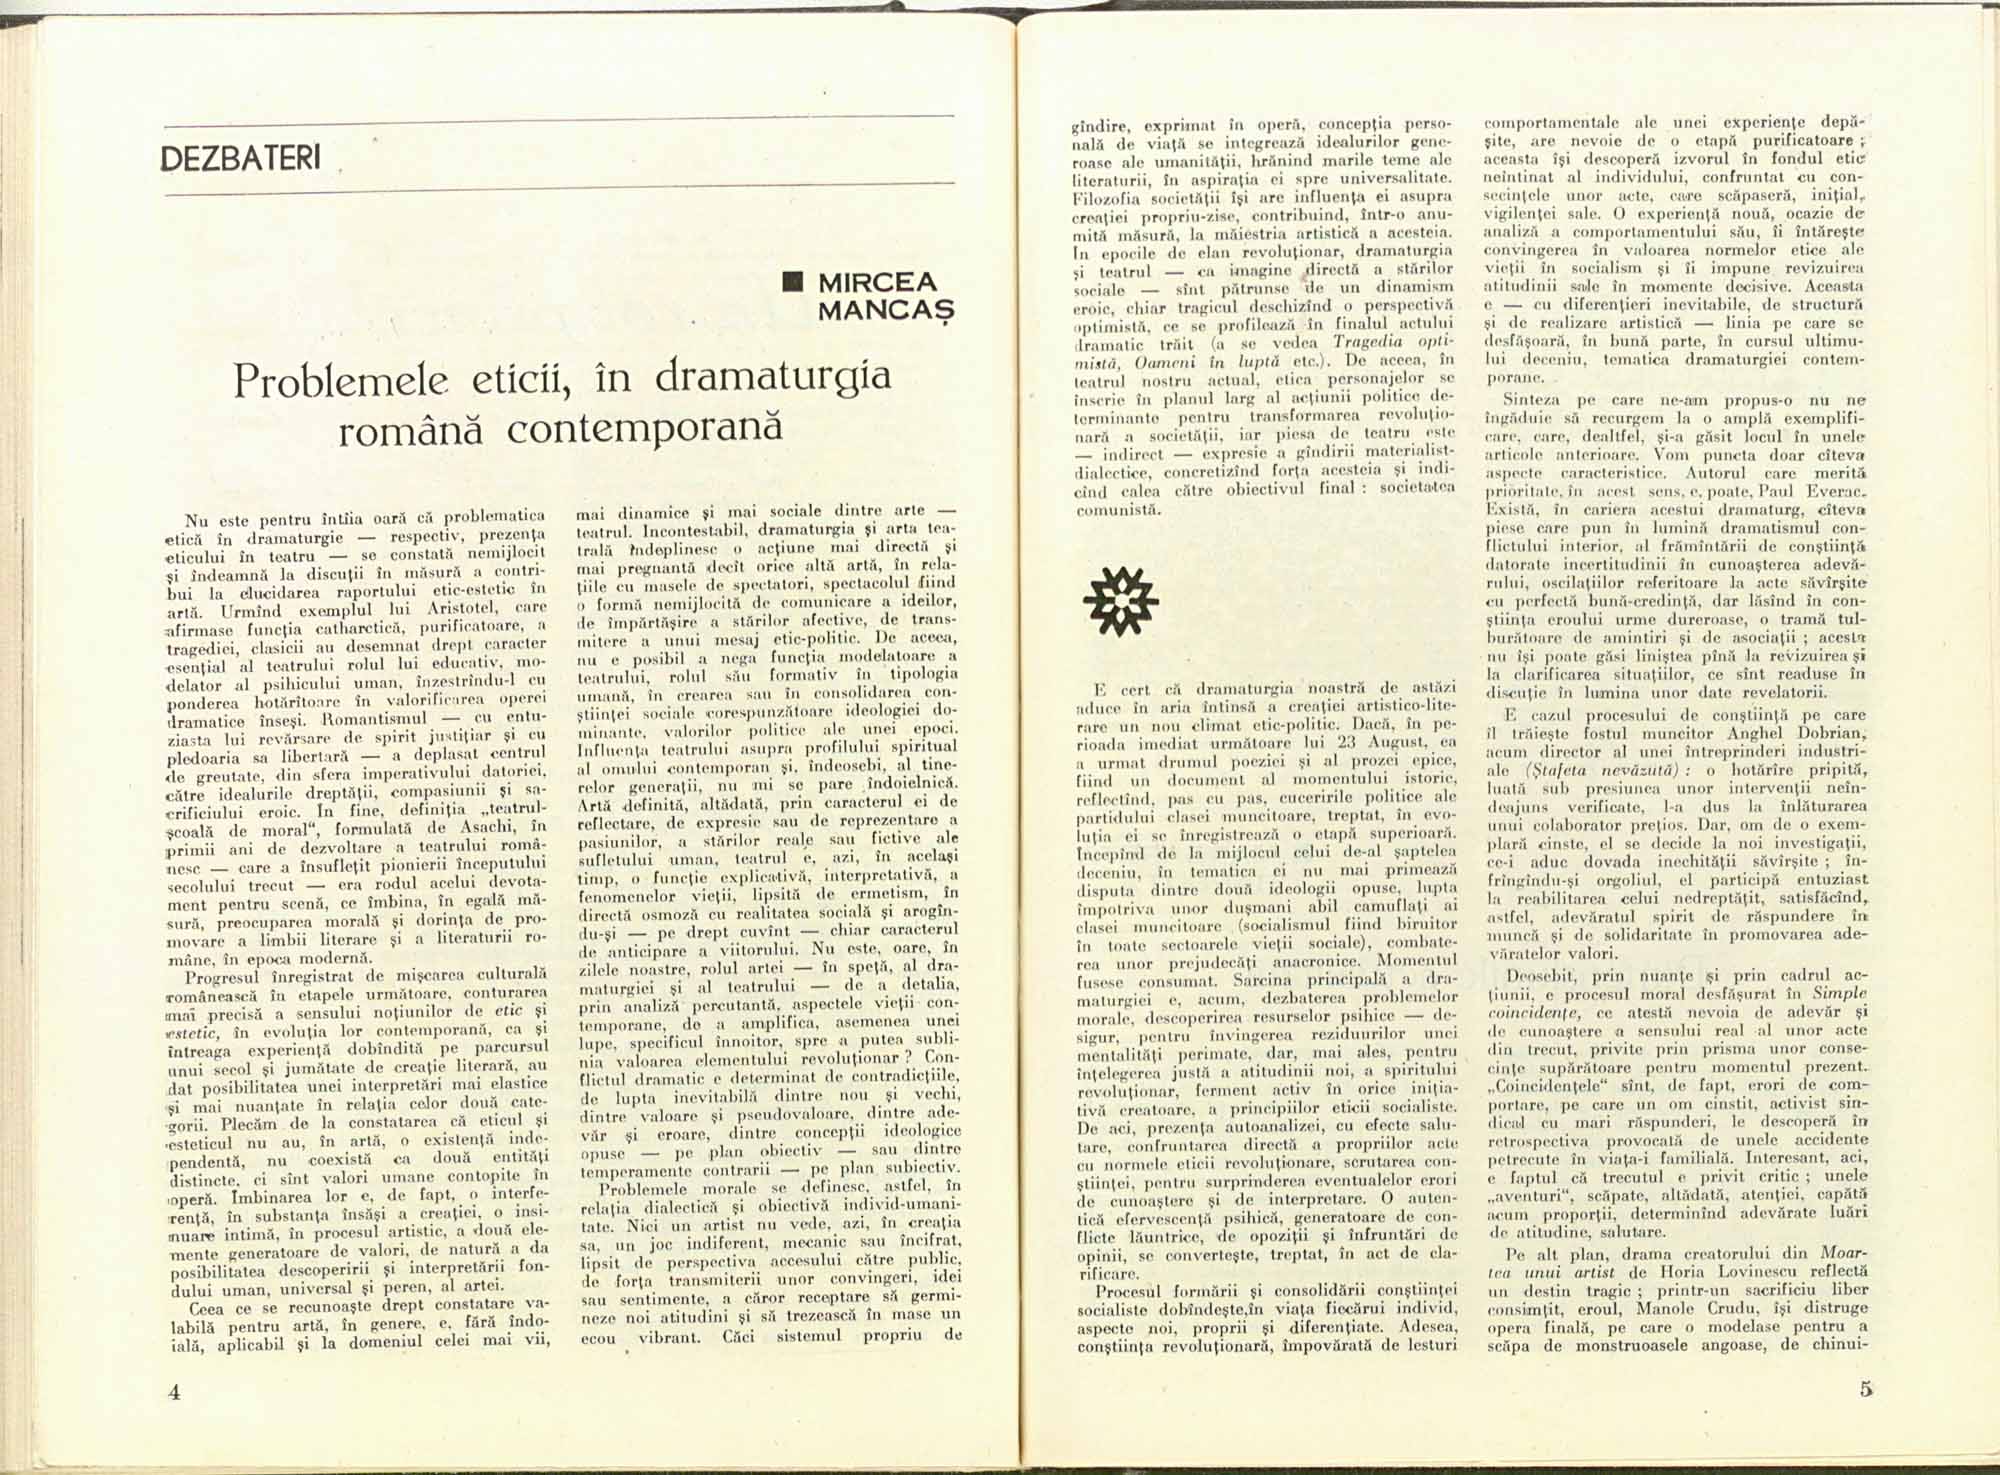 DEZBATERI
■ MIRCEA
MANCAȘ
Problemele eticii, în dramaturgia
română contemporană
Nu este pentru întîia oară că problematica
etică în dramaturgie — respectiv, prezența
eticului în teatru — se constată nemijlocit
și îndeamnă la discuții în măsură a contri-
bui la elucidarea raportului etic-estetic în
artă. Urmînd exemplul lui Aristotel, care
afirmase funcția cathartică, purificatoare, a
tragediei, clasicii au desemnat drept caracter
esențial al teatrului rolul lui educativ, mo-
delator al psihicului uman, înzestrîndu-l cu
ponderea hotărîtoare în valorificarea operei
dramatice înseși. Romantismul — cu entu-
ziasta lui revărsare de spirit justițiar și cu
pledoaria sa libertară — a deplasat centrul
de greutate, din sfera imperativului datoriei,
către idealurile dreptății, compasiunii și sa-
crificiului eroic. In fine, definiția „teatrul-
școală de moral“, formulată de Asachi, în
primii ani de dezvoltare a teatrului româ-
nesc — care a însuflețit pionierii începutului
secolului trecut — era rodul acelui devota-
ment pentru scenă, ce îmbina, în egală mă-
sură, preocuparea morală și dorința de pro-
movare a limbii literare și a literaturii ro-
mâne, în epoca modernă.
Progresul înregistrat de mișcarea culturală
românească în etapele următoare, conturarea
mai precisă a sensului noțiunilor de etic și
estetic, în evoluția lor contemporană, ca și
întreaga experiență dobîndită pe parcursul
unui secol și jumătate de creație literară, au
dat posibilitatea unei interpretări mai elastice
și mai nuanțate în relația celor două cate-
gorii. Plecăm de la constatarea că eticul și
esteticul nu au, în artă, o existență inde-
pendentă, nu coexistă ca două entități
distincte, ci sînt valori umane contopite în
operă. Imbinarea lor e, de fapt, o interfe-
rență, în substanța însăși a creației, o insi-
nuare intimă, în procesul artistic, a două ele-
mente generatoare de valori, de natură a da
posibilitatea descoperirii și interpretării fon-
dului uman, universal și peren, al artei.
Ceea ce se recunoaște drept constatare va-
labilă pentru artă, în genere, e, fără îndo-
ială, aplicabil și la domeniul celei mai vii,
mai dinamice și mai sociale dintre arte —
teatrul. Incontestabil, dramaturgia și arta tea-
trală îndeplinesc o acțiune mai directă și
mai pregnantă decît orice altă artă, în rela-
țiile cu masele de spectatori, spectacolul fiind
o formă nemijlocită de comunicare a ideilor,
de împărtășire a stărilor afective, de trans-
mitere a unui mesaj etic-politic. De aceea,
nu e posibil a nega funcția modelatoare a
teatrului, rolul său formativ în tipologia
umană, în crearea sau în consolidarea con-
științei sociale corespunzătoare ideologiei do-
minante, valorilor politice ale unei epoci.
Influența teatrului asupra profilului spiritual
al omului contemporan și, îndeosebi, al tine-
relor generații, nu mi se pare îndoielnică.
Artă definită, altădată, prin caracterul ei de
reflectare, de expresie sau de reprezentare a
pasiunilor, a stărilor reale sau fictive ale
sufletului uman, teatrul e, azi, în același
timp, o funcție explicativă, interpretativă, a
fenomenelor vieții, lipsită de ermetism, în
directă osmoză cu realitatea socială și arogîn-
du-și — pe drept cuvînt — chiar caracterul
de anticipare a viitorului. Nu este, oare, în
zilele noastre, rolul artei — în speță, al dra-
maturgiei și al teatrului — de a detalia,
prin analiză percutantă, aspectele vieții con-
temporane, de a amplifica, asemenea unei
lupe, specificul înnoitor, spre a putea subli-
nia valoarea elementului revoluționar ? Con-
flictul dramatic e determinat de contradicțiile,
de lupta inevitabilă dintre nou și vechi,
dintre valoare și pseudovaloare, dintre ade-
văr și eroare, dintre concepții ideologice
opuse — pe plan obiectiv — sau dintre
temperamente contrarii — pe plan subiectiv.
Problemele morale se definesc, astfel, în
relația dialectică și obiectivă individ-umani-
tate. Nici un artist nu vede, azi, în creația
sa, un joc indiferent, mecanic sau încifrat,
lipsit de perspectiva accesului către public,
de forța transmiterii unor convingeri, idei
sau sentimente, a căror receptare să germi-
neze noi atitudini și să trezească în mase un
ecou vibrant. Căci sistemul propriu de
4
gîndire, exprimat în operă, concepția perso-
nală de viață se integrează idealurilor gene-
roase ale umanității, hrănind marile teme ale
literaturii, în aspirația ei spre universalitate.
Filozofia societății își are influența ei asupra
creației propriu-zise, contribuind, într-o anu-
mită măsură, la măiestria artistică a acesteia.
In epocile de elan revoluționar, dramaturgia
și teatrul — ca imagine directă a stărilor
sociale — sînt pătrunse de un dinamism
eroic, chiar tragicul deschizînd o perspectivă
optimistă, ce se profilează în finalul actului
dramatic trăit (a se vedea Tragedia opti-
mistă, Oameni în luptă etc.). De aceea, în
teatrul nostru actual, etica personajelor se
înscrie în planul larg al acțiunii politice de-
terminante pentru transformarea revoluțio-
nară a societății, iar piesa de teatru este
— indirect — expresie a gîndirii materialist-
dialectice, concretizînd forța acesteia și indi-
cînd calea către obiectivul final : societatea
comunistă.
E cert că dramaturgia noastră de astăzi
aduce în aria întinsă a creației artistico-lite-
rare un nou climat etic-politic. Dacă, în pe-
rioada imediat următoare lui 23 August, ea
a urmat drumul poeziei și al prozei epice,
fiind un document al momentului istoric,
reflectînd, pas cu pas, cuceririle politice ale
partidului clasei muncitoare, treptat, în evo-
luția ei se înregistrează o etapă superioară.
Incepînd de la mijlocul celui de-al șaptelea
deceniu, în tematica ei nu mai primează
disputa dintre două ideologii opuse, lupta
împotriva unor dușmani abil camuflați ai
clasei muncitoare (socialismul fiind biruitor
în toate sectoarele vieții sociale), combate-
rea unor prejudecăți anacronice. Momentul
fusese consumat. Sarcina principală a dra-
maturgiei e, acum, dezbaterea problemelor
morale, descoperirea resurselor psihice — de-
sigur, pentru învingerea reziduurilor unei
mentalități perimate, dar, mai ales, pentru
înțelegerea justă a atitudinii noi, a spiritului
revoluționar, ferment activ în orice iniția-
tivă creatoare, a principiilor eticii socialiste.
De aci, prezența autoanalizei, cu efecte salu-
tare, confruntarea directă a propriilor acte
cu normele eticii revoluționare, scrutarea con-
științei, pentru surprinderea eventualelor erori
de cunoaștere și de interpretare. O auten-
tică efervescență psihică, generatoare de con-
flicte lăuntrice, de opoziții și înfruntări de
opinii, se convertește, treptat, în act de cla-
rificare.
Procesul formării și consolidării conștiinței
socialiste dobîndește,în viața fiecărui individ,
aspecte noi, proprii și diferențiate. Adesea,
conștiința revoluționară, împovărată de lesturi
comportamentale ale unei experiențe depă-
șite, are nevoie de o etapă purificatoare ;
aceasta își descoperă izvorul în fondul etic
neîntinat al individului, confruntat cu con-
secințele unor acte, care scăpaseră, inițial,
vigilenței sale. O experiență nouă, ocazie de
analiză a comportamentului său, îi întărește
convingerea în valoarea normelor etice ale
vieții în socialism și îi impune revizuirea
atitudinii sale în momente decisive. Aceasta
e — cu diferențieri inevitabile, de structură
și de realizare artistică — linia pe care se
desfășoară, în bună parte, în cursul ultimu-
lui deceniu, tematica dramaturgiei contem-
porane.
Sinteza pe care ne-am propus-o nu ne
îngăduie să recurgem la o amplă exemplifi-
care, care, dealtfel, și-a găsit locul în unele
articole anterioare. Vom puncta doar cîteva
aspecte caracteristice. Autorul care merită
prioritate, în acest sens, e, poate, Paul Everac.
Există, în cariera acestui dramaturg, cîteva
piese care pun în lumină dramatismul con-
flictului interior, al frămîntării de conștiință
datorate incertitudinii în cunoașterea adevă-
rului, oscilațiilor referitoare la acte săvîrșite
cu perfectă bună-credință, dar lăsînd în con-
știința eroului urme dureroase, o tramă tul-
burătoare de amintiri și de asociații ; acesta
nu își poate găsi liniștea pînă la revizuirea și
la clarificarea situațiilor, ce sînt readuse în
discuție în lumina unor date revelatorii.
E cazul procesului de conștiință pe care
îl trăiește fostul muncitor Anghel Dobrian,
acum director al unei întreprinderi industri-
ale (Ștafeta nevăzută) : o hotărîre pripită,
luată sub presiunea unor intervenții neîn-
deajuns verificate, l-a dus la înlăturarea
unui colaborator prețios. Dar, om de o exem-
plară cinste, el se decide la noi investigații,
ce-i aduc dovada inechității săvîrșite ; în-
frîngîndu-și orgoliul, el participă entuziast
la reabilitarea celui nedreptățit, satisfăcînd,
astfel, adevăratul spirit de răspundere în
muncă și de solidaritate în promovarea ade-
văratelor valori.
Deosebit, prin nuanțe și prin cadrul ac-
țiunii, e procesul moral desfășurat în Simple
coincidențe, ce atestă nevoia de adevăr și
de cunoaștere a sensului real al unor acte
din trecut, privite prin prisma unor conse-
cințe supărătoare pentru momentul prezent.
„Coincidențele“ sînt, de fapt, erori de com-
portare, pe care un om cinstit, activist sin-
dical cu mari răspunderi, le descoperă în
retrospectiva provocată de unele accidente
petrecute în viața-i familială. Interesant, aci,
e faptul că trecutul e privit critic ; unele
„aventuri“, scăpate, altădată, atenției, capătă
acum proporții, determinînd adevărate luări
de atitudine, salutare.
Pe alt plan, drama creatorului din Moar-
tea unui artist de Horia Lovinescu reflectă
un destin tragic ; printr-un sacrificiu liber
consimțit, eroul, Manole Crudu, își distruge
opera finală, pe care o modelase pentru a
scăpa de monstruoasele angoase, de chinui-
5